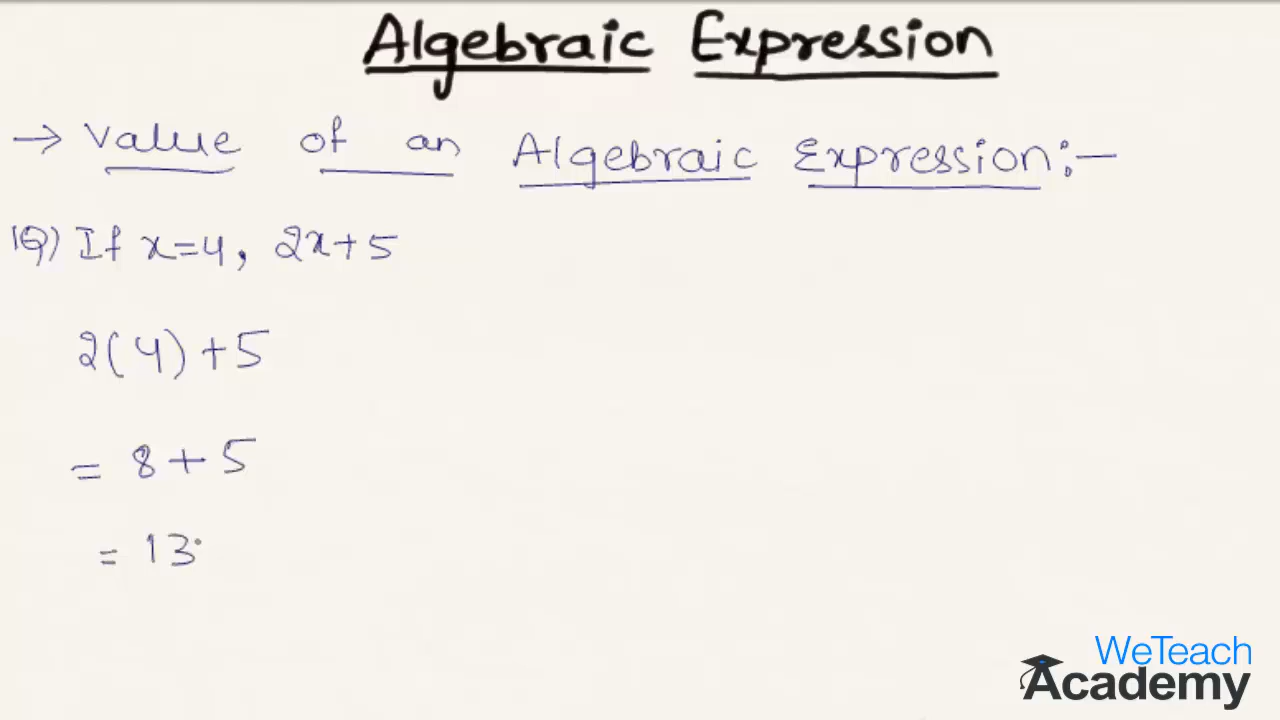 Algebraic Expression
→ Value of an Algebraic Expression:-
1Q) If x=4, 2x+5
2(4)+5
= 8+5
= 13
WeTeach
Academy